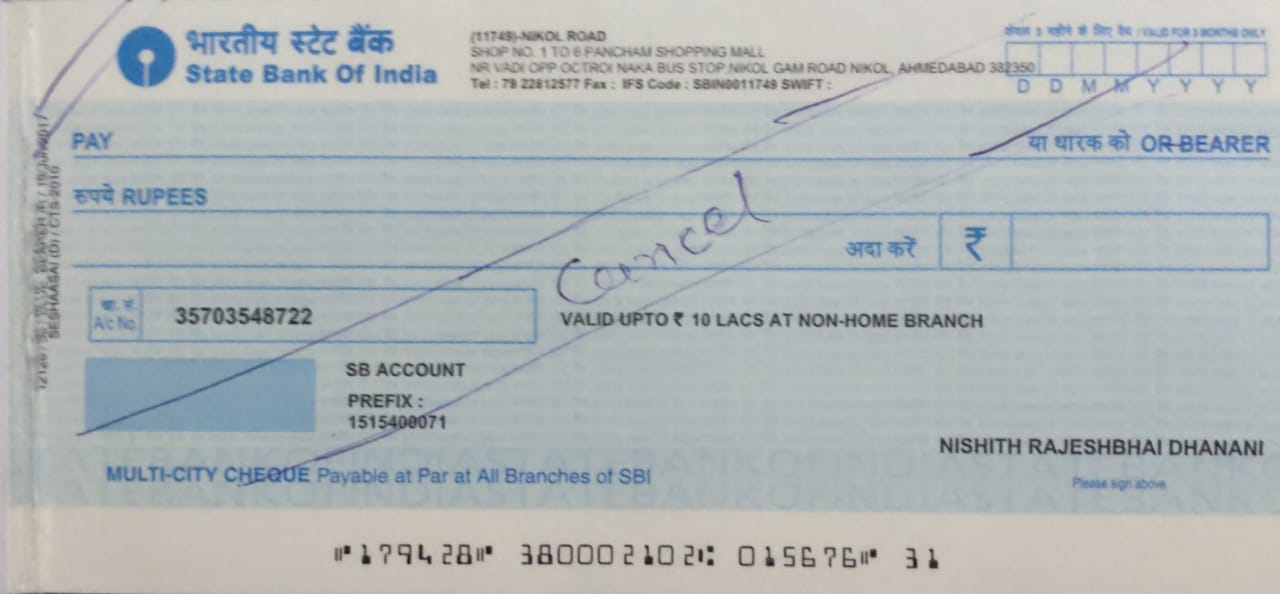 भारतीय स्टेट बैंक
State Bank Of India
(11749)-NIKOL ROAD
SHOP NO. 1 TO 6 PANCHAM SHOPPING MALL
NR VADI OPP OCTROI NAKA BUS STOP,NIKOL GAM ROAD NIKOL, AHMEDABAD 382350
Tel : 79 22812577 Fax : IFS Code : SBIN0011749 SWIFT :
केवल 3 महीने के लिए वैध / VALID FOR 3 MONTHS ONLY
D D M M Y Y Y Y
PAY
या धारक को OR BEARER
रुपये RUPEES
अदा करें ₹
Cancel
खा. सं.
A/c No.
35703548722
VALID UPTO ₹ 10 LACS AT NON-HOME BRANCH
SB ACCOUNT
PREFIX :
1515400071
NISHITH RAJESHBHAI DHANANI
MULTI-CITY CHEQUE Payable at Par at All Branches of SBI
Please sign above
SESHAASAI (D) / CTS-2010
⑈179428⑈ 380002102⑆ 015676⑈ 31